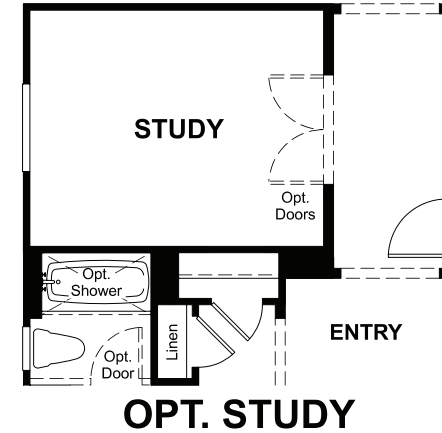 STUDY
Opt.
Doors
Opt.
Shower
ENTRY
Linen
Opt.
Door
OPT. STUDY